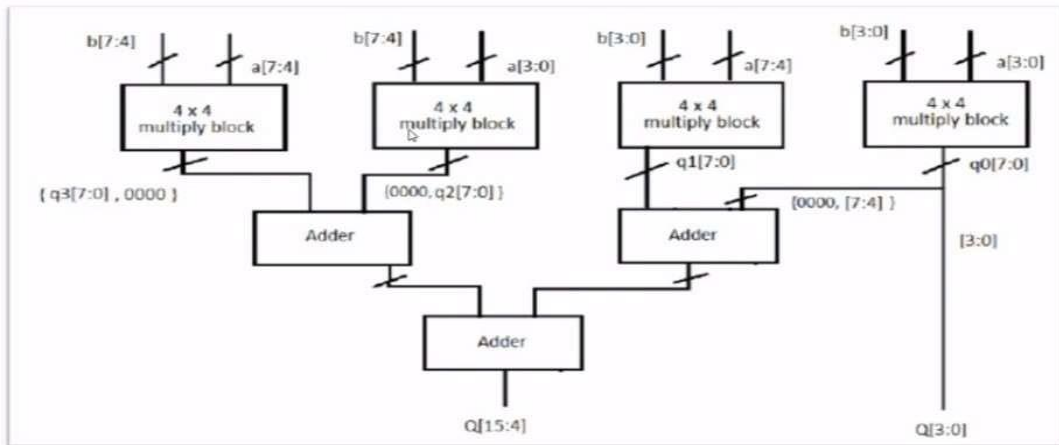 b[7:4]
a[7:4]
b[7:4]
a[3:0]
b[3:0]
a[7:4]
b[3:0]
a[3:0]
4 x 4
multiply block
4 x 4
multiply block
4 x 4
multiply block
4 x 4
multiply block
{ q3[7:0] , 0000 }
{0000, q2[7:0] }
q1[7:0]
q0[7:0]
{0000, [7:4] }
Adder
Adder
[3:0]
Adder
Q[15:4]
Q[3:0]